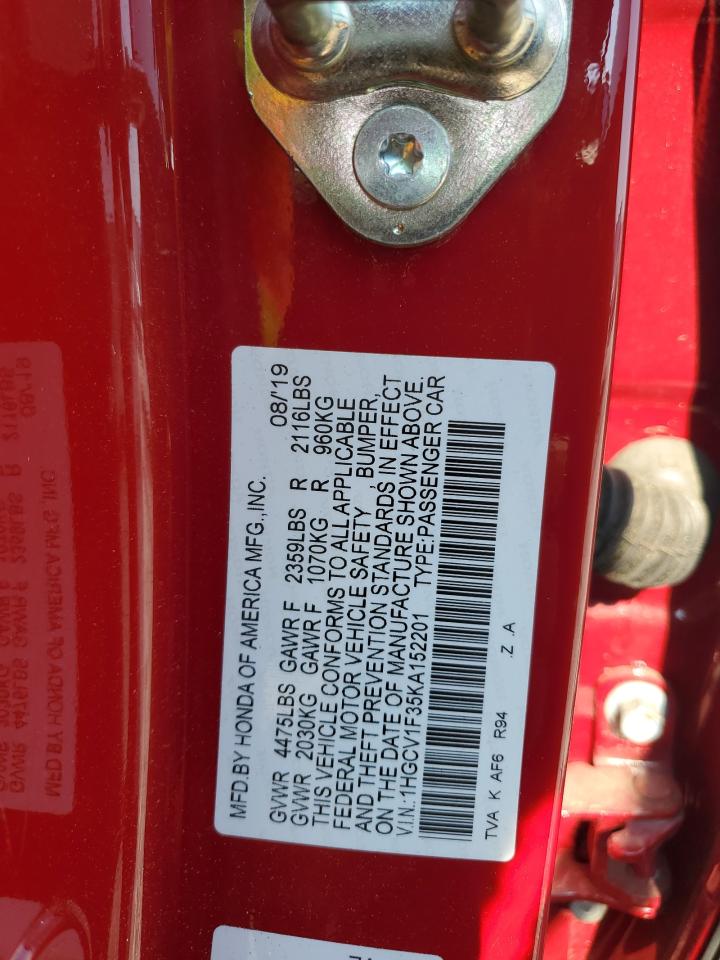 MFD.BY HONDA OF AMERICA MFG.,INC. 08/'19
GVWR 4475LBS GAWR F 2359LBS R 2116LBS
GVWR 2030KG GAWR F 1070KG R 960KG
THIS VEHICLE CONFORMS TO ALL APPLICABLE
FEDERAL MOTOR VEHICLE SAFETY , BUMPER,
AND THEFT PREVENTION STANDARDS IN EFFECT
ON THE DATE OF MANUFACTURE SHOWN ABOVE.
V.I.N.:1HGCV1F35KA152201 TYPE:PASSENGER CAR
TVA K AF6 R94 .Z .A